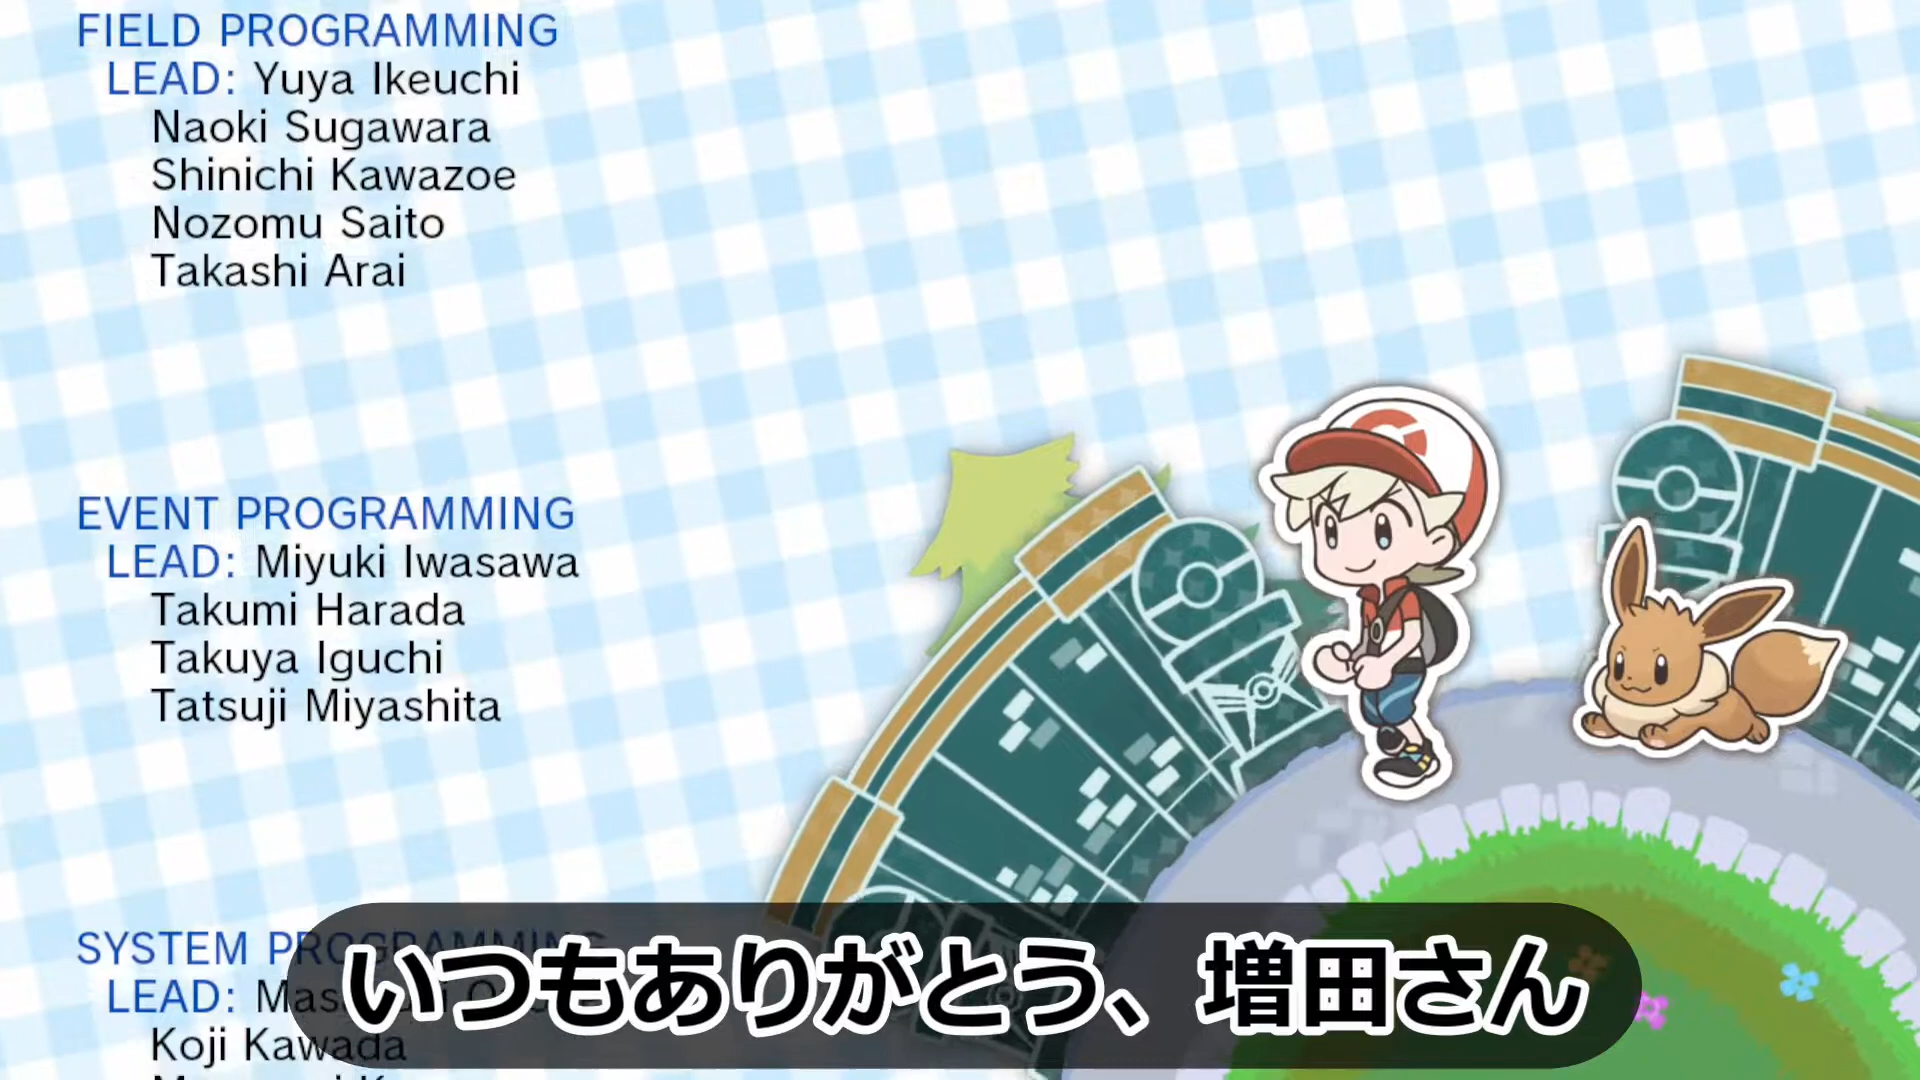 FIELD PROGRAMMING
LEAD: Yuya Ikeuchi
Naoki Sugawara
Shinichi Kawazoe
Nozomu Saito
Takashi Arai
EVENT PROGRAMMING
LEAD: Miyuki Iwasawa
Takumi Harada
Takuya Iguchi
Tatsuji Miyashita
SYSTEM PROGRAMMING
LEAD:
Koji Kawada
いつもありがとう、増田さん